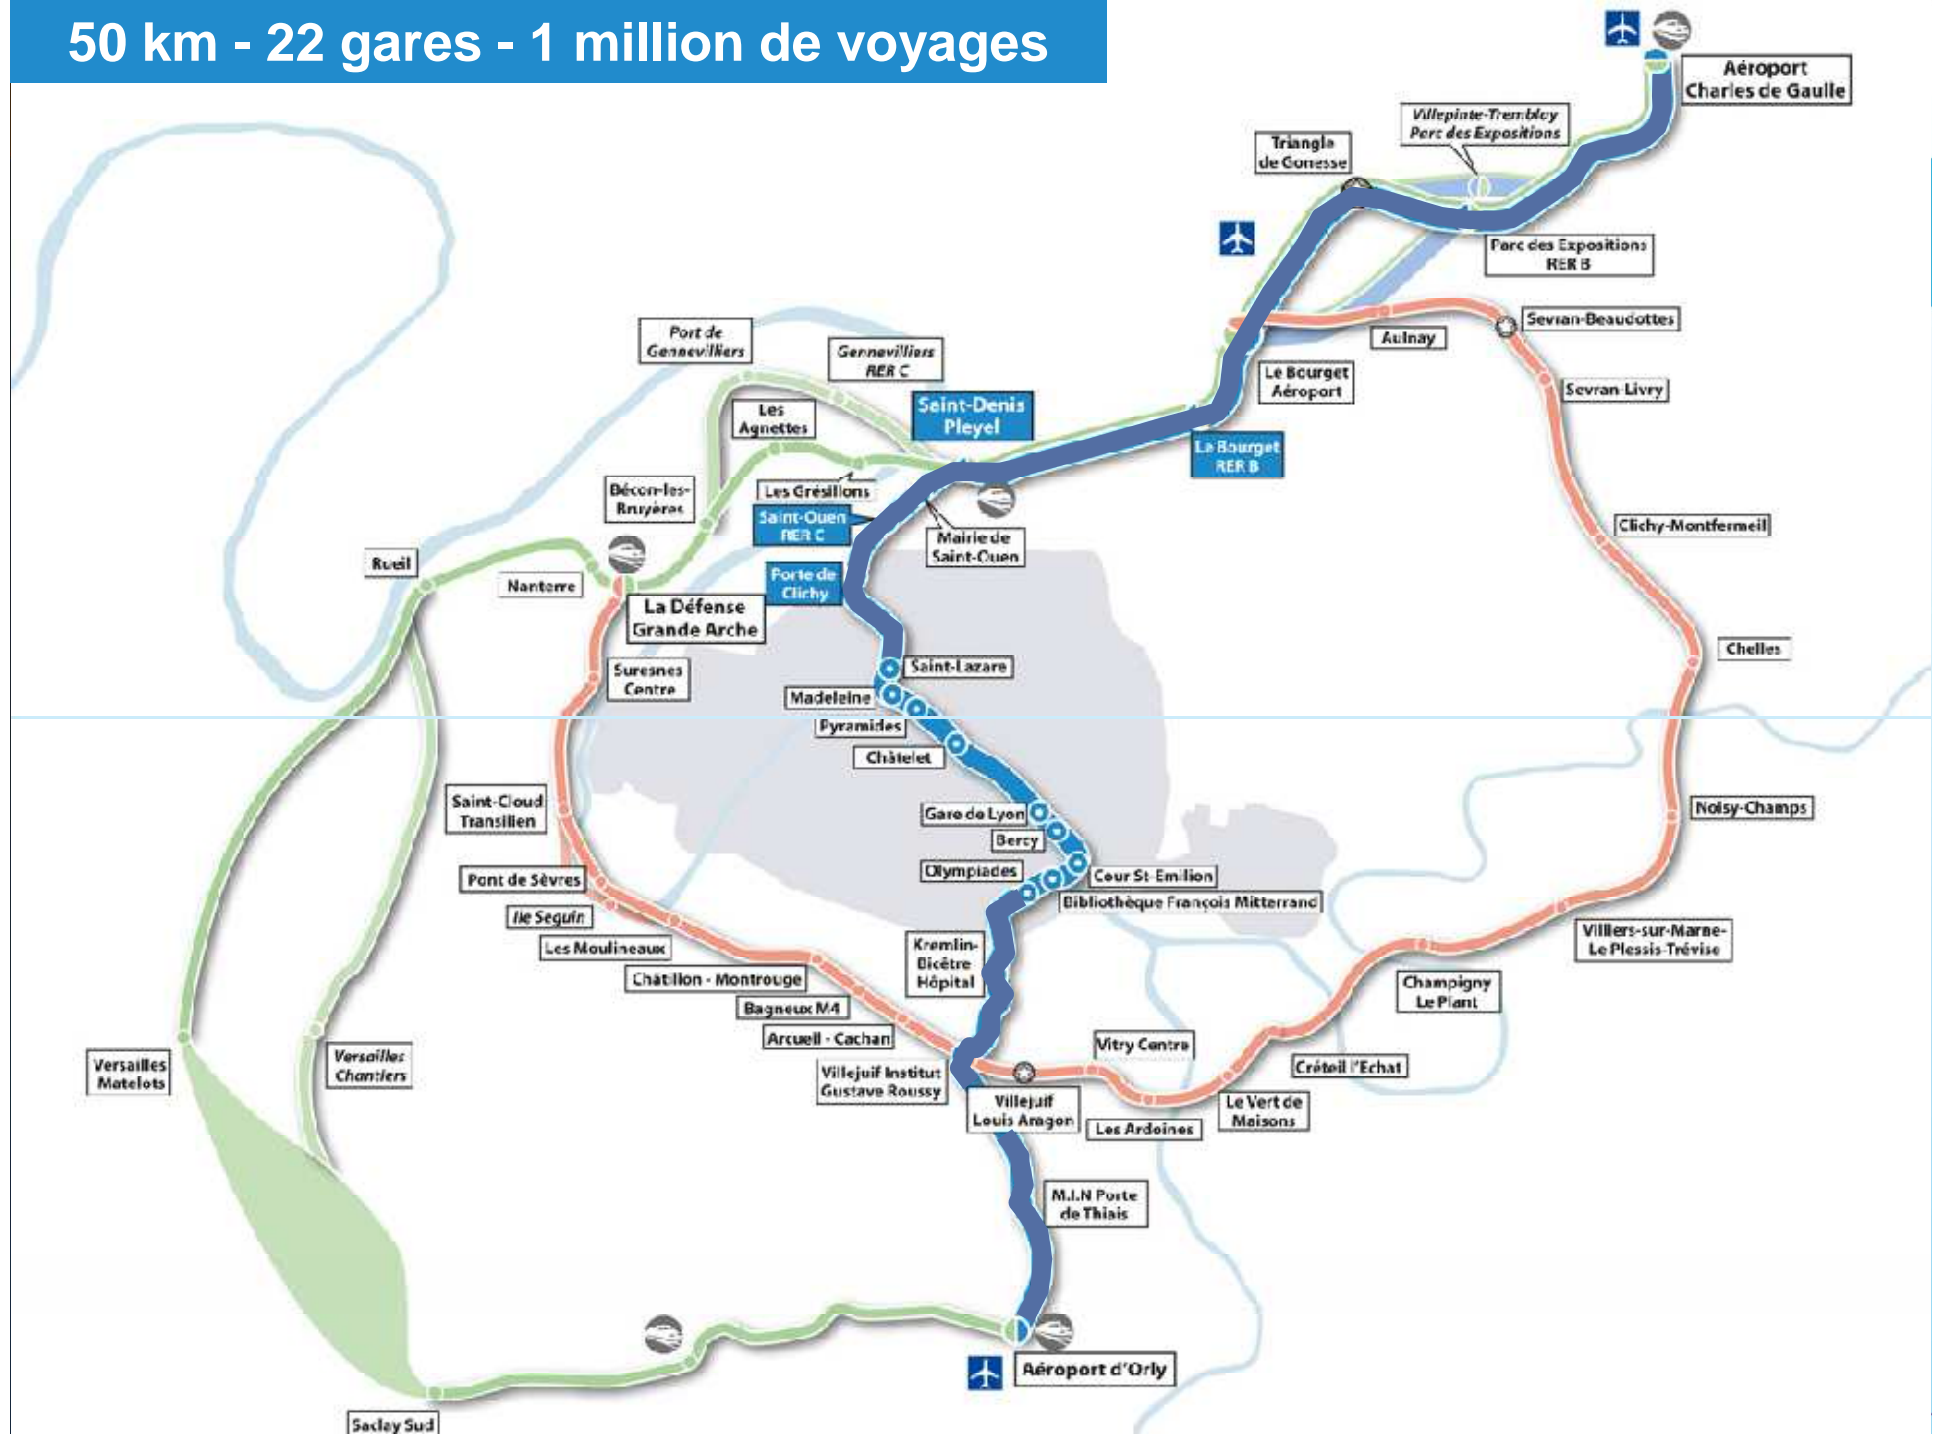 50 km - 22 gares - 1 million de voyages
Aéroport
Charles de Gaulle
Villepinte-Tremblay
Parc des Expositions
Triangle
de Gonesse
Parc des Expositions
RER B
Sevran-Beaudottes
Aulnay
Port de
Gennevilliers
Gennevilliers
RER C
Le Bourget
Aéroport
Sevran-Livry
Saint-Denis
Pleyel
Les
Agnettes
Le Bourget
RER B
Bécon-les-
Bruyères
Les Grésillons
Saint-Ouen
RER C
Mairie de
Saint-Ouen
Clichy-Montfermeil
Rueil
Nanterre
Porte de
Clichy
La Défense
Grande Arche
Chelles
Suresnes
Centre
Saint-Lazare
Madeleine
Pyramides
Châtelet
Saint-Cloud
Transilien
Gare de Lyon
Noisy-Champs
Bercy
Pont de Sèvres
Olympiades
Cour St-Emilion
Bibliothèque François Mitterrand
Ile Seguin
Les Moulineaux
Kremlin-
Bicêtre
Hôpital
Villiers-sur-Marne-
Le Plessis-Trévise
Chatillon - Montrouge
Champigny
Le Plant
Bagneux M4
Arcueil - Cachan
Vitry Centre
Versailles
Matelots
Versailles
Chantiers
Créteil l'Echat
Villejuif Institut
Gustave Roussy
Villejuif
Louis Aragon
Le Vert de
Maisons
Les Ardoines
M.I.N Porte
de Thiais
Aéroport d'Orly
Saclay Sud